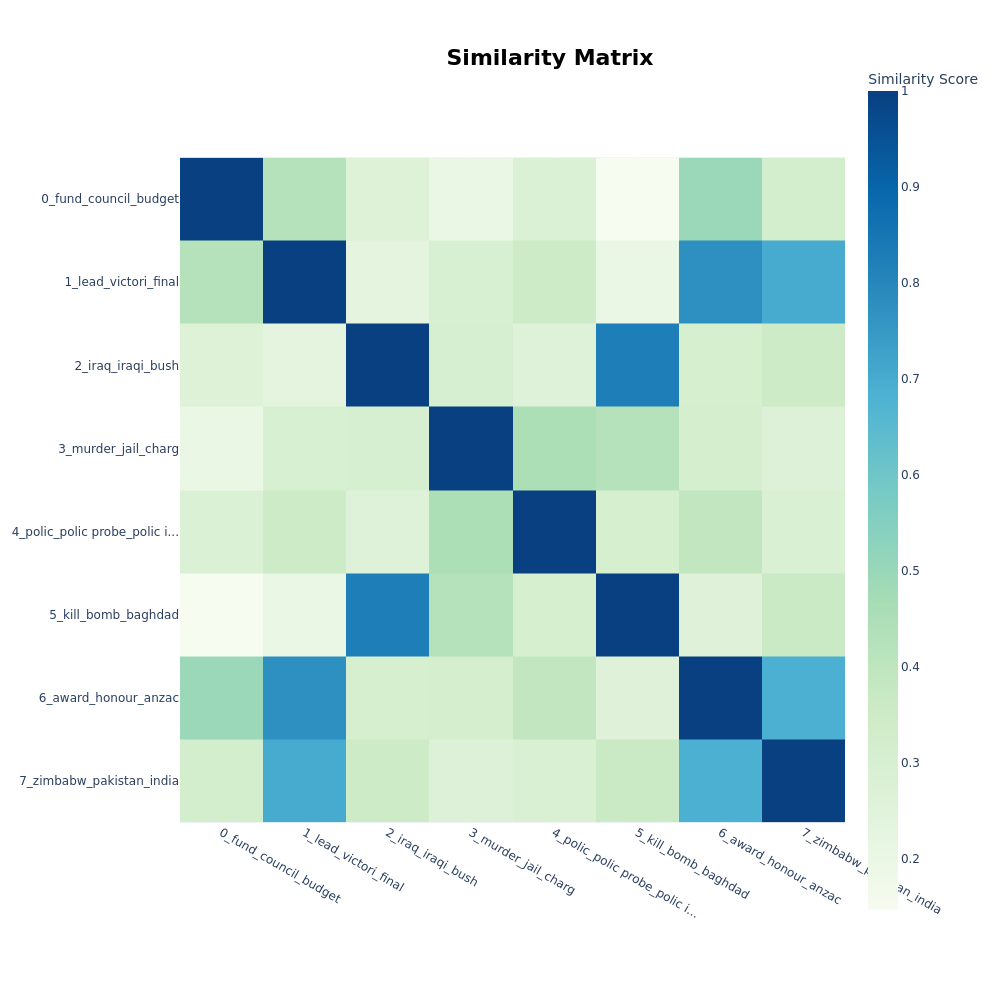 Similarity Matrix
Similarity Score
1
0.9
0.8
0.7
0.6
0.5
0.4
0.3
0.2
0_fund_council_budget
1_lead_victori_final
2_iraq_iraqi_bush
3_murder_jail_charg
4_polic_polic probe_polic i...
5_kill_bomb_baghdad
6_award_honour_anzac
7_zimbabw_pakistan_india
0_fund_council_budget
1_lead_victori_final
2_iraq_iraqi_bush
3_murder_jail_charg
4_polic_polic probe_polic i...
5_kill_bomb_baghdad
6_award_honour_anzac
7_zimbabw_p an_india